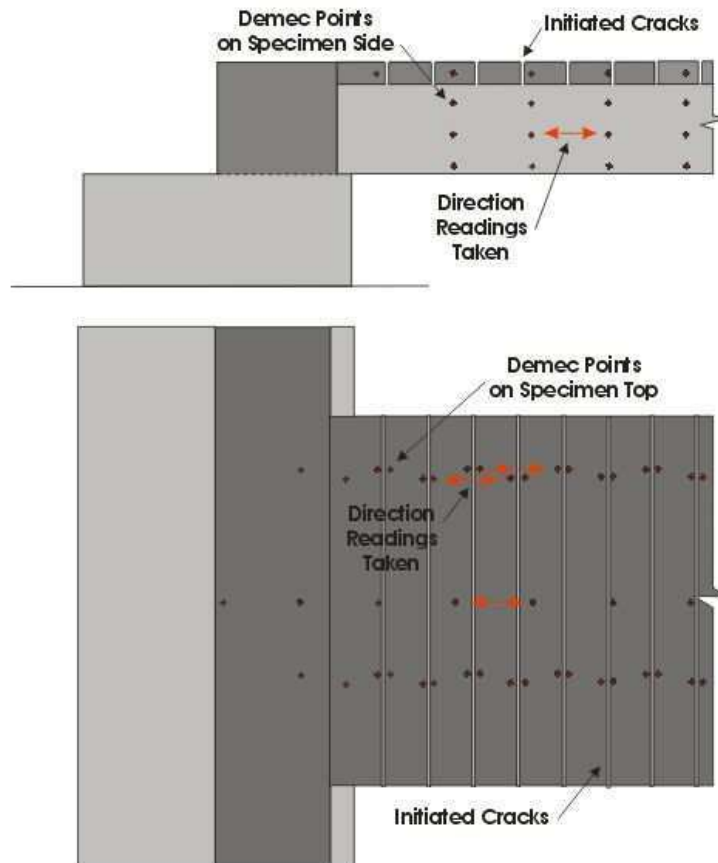 Demec Points
on Specimen Side
Initiated Cracks
Direction
Readings
Taken
Demec Points
on Specimen Top
Direction
Readings
Taken
Initiated Cracks